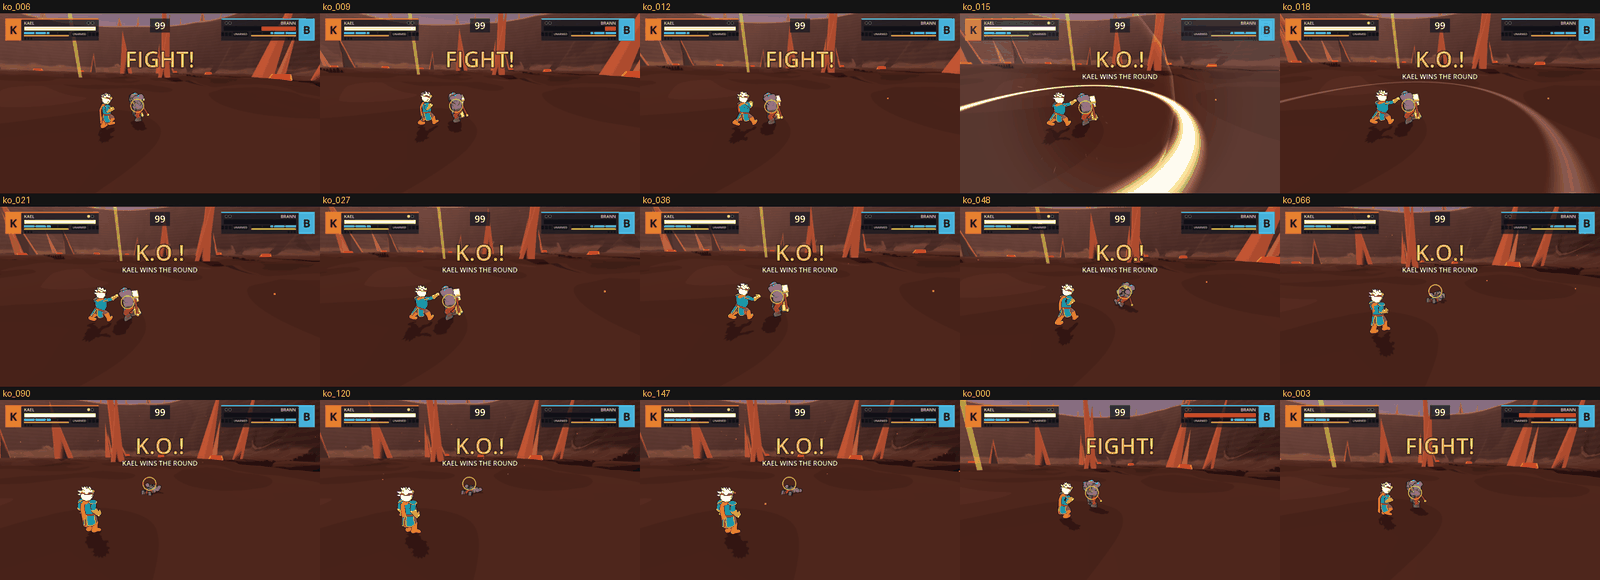 ko_006
K
KAEL
99
BRANN
B
FIGHT!
ko_009
K
KAEL
99
BRANN
B
FIGHT!
ko_012
K
KAEL
99
BRANN
B
FIGHT!
ko_015
K
KAEL
99
BRANN
B
K.O.!
KAEL WINS THE ROUND
ko_018
K
KAEL
99
BRANN
B
K.O.!
KAEL WINS THE ROUND
ko_021
K
KAEL
99
BRANN
B
K.O.!
KAEL WINS THE ROUND
ko_027
K
KAEL
99
BRANN
B
K.O.!
KAEL WINS THE ROUND
ko_036
K
KAEL
99
BRANN
B
K.O.!
KAEL WINS THE ROUND
ko_048
K
KAEL
99
BRANN
B
K.O.!
KAEL WINS THE ROUND
ko_066
K
KAEL
99
BRANN
B
K.O.!
KAEL WINS THE ROUND
ko_090
K
KAEL
99
BRANN
B
K.O.!
KAEL WINS THE ROUND
ko_120
K
KAEL
99
BRANN
B
K.O.!
KAEL WINS THE ROUND
ko_147
K
KAEL
99
BRANN
B
K.O.!
KAEL WINS THE ROUND
ko_000
K
KAEL
99
BRANN
B
FIGHT!
ko_003
K
KAEL
99
BRANN
B
FIGHT!